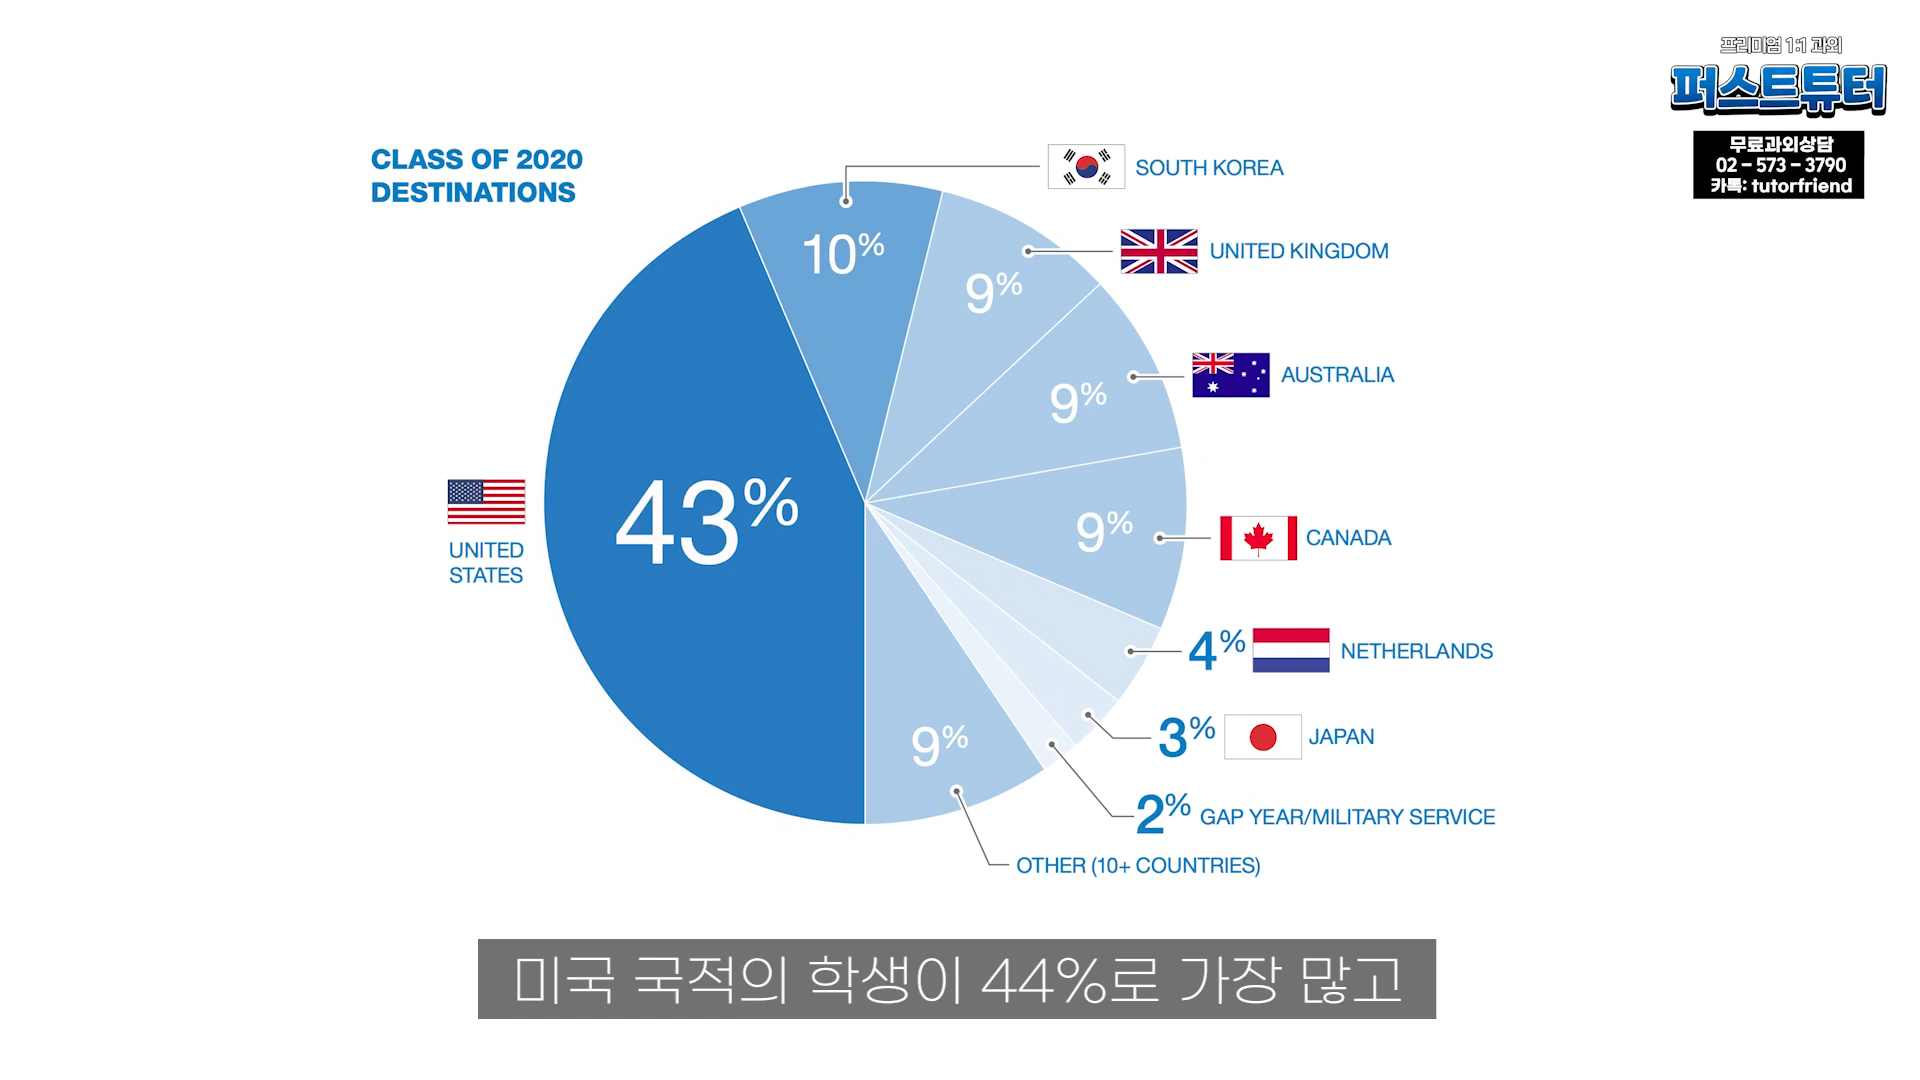 프리미엄 1:1 과외
퍼스트튜터
무료과외상담
02 - 573 - 3790
카톡: tutorfriend
CLASS OF 2020
DESTINATIONS
SOUTH KOREA
10%
UNITED KINGDOM
9%
AUSTRALIA
9%
CANADA
9%
43%
UNITED
STATES
4% NETHERLANDS
3% JAPAN
2% GAP YEAR/MILITARY SERVICE
9%
OTHER (10+ COUNTRIES)
미국 국적의 학생이 44%로 가장 많고